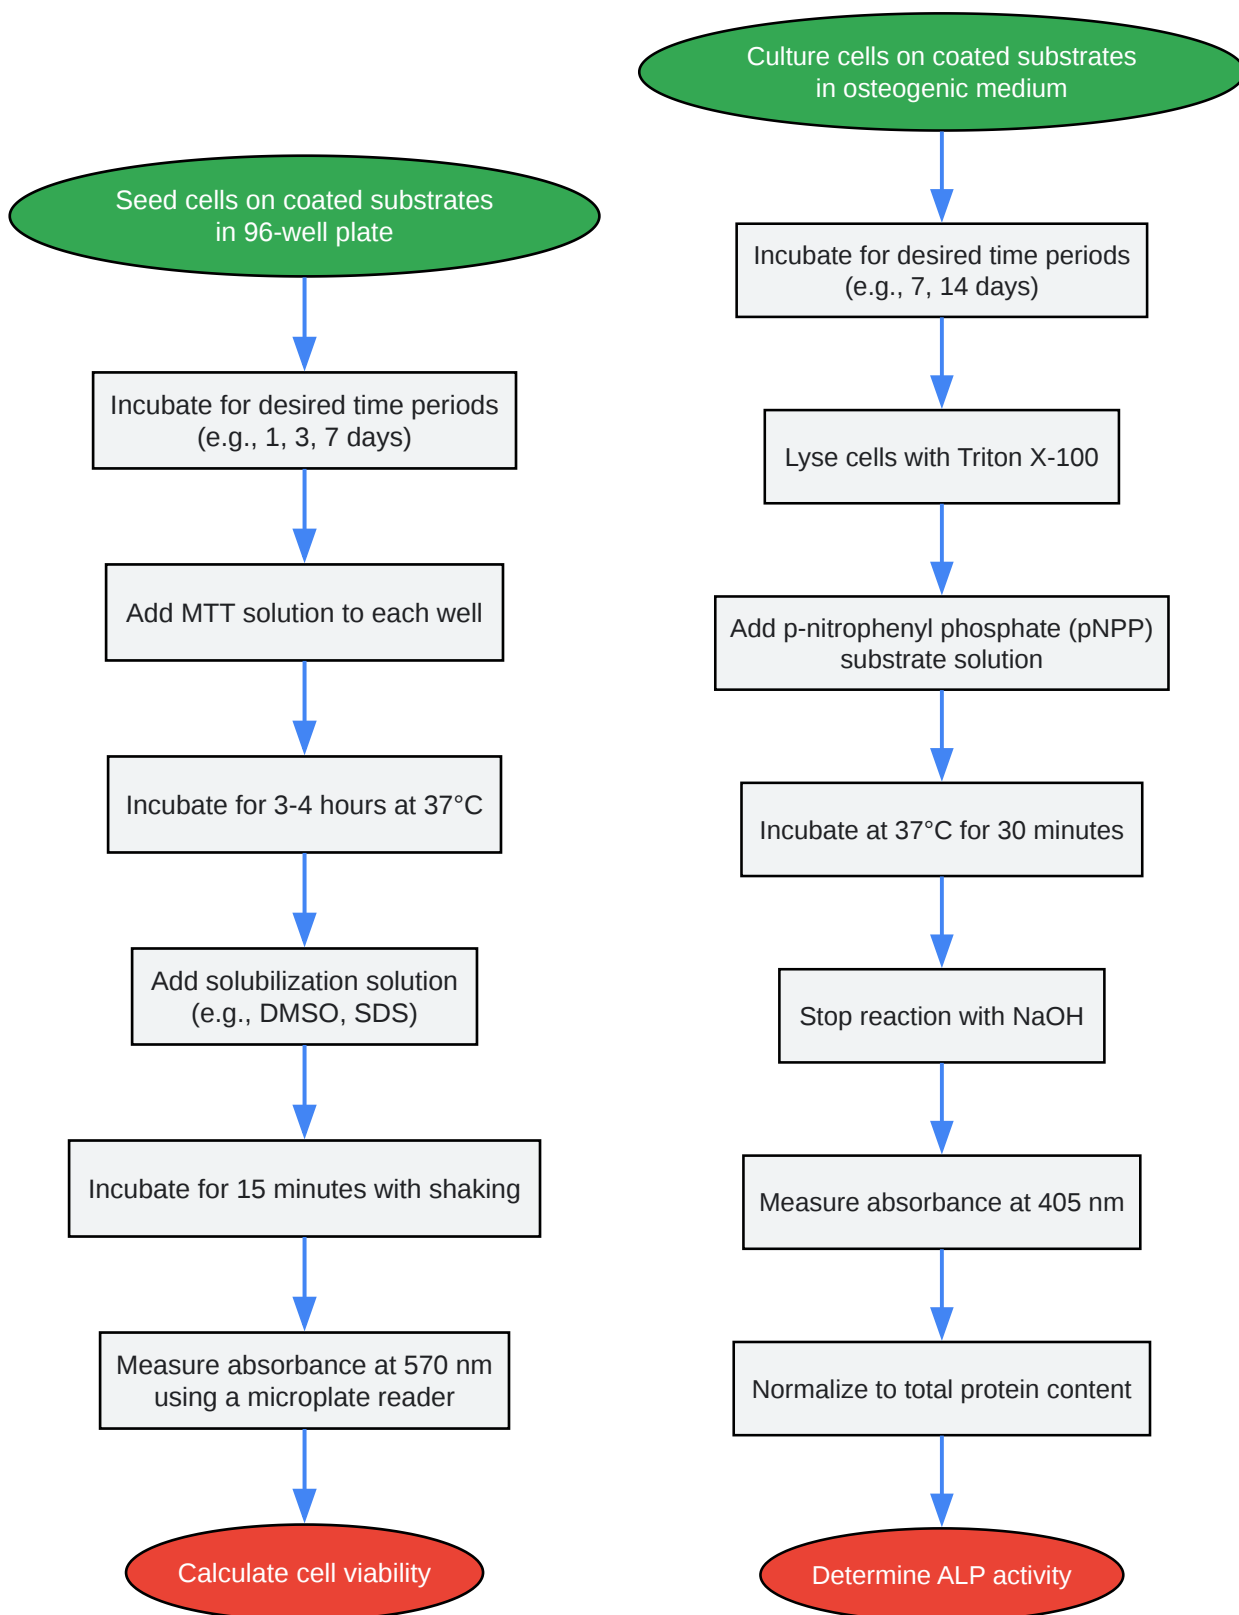 Seed cells on coated substrates
in 96-well plate
Incubate for desired time periods
(e.g., 1, 3, 7 days)
Add MTT solution to each well
Incubate for 3-4 hours at 37°C
Add solubilization solution
(e.g., DMSO, SDS)
Incubate for 15 minutes with shaking
Measure absorbance at 570 nm
using a microplate reader
Calculate cell viability
Culture cells on coated substrates
in osteogenic medium
Incubate for desired time periods
(e.g., 7, 14 days)
Lyse cells with Triton X-100
Add p-nitrophenyl phosphate (pNPP)
substrate solution
Incubate at 37°C for 30 minutes
Stop reaction with NaOH
Measure absorbance at 405 nm
Normalize to total protein content
Determine ALP activity